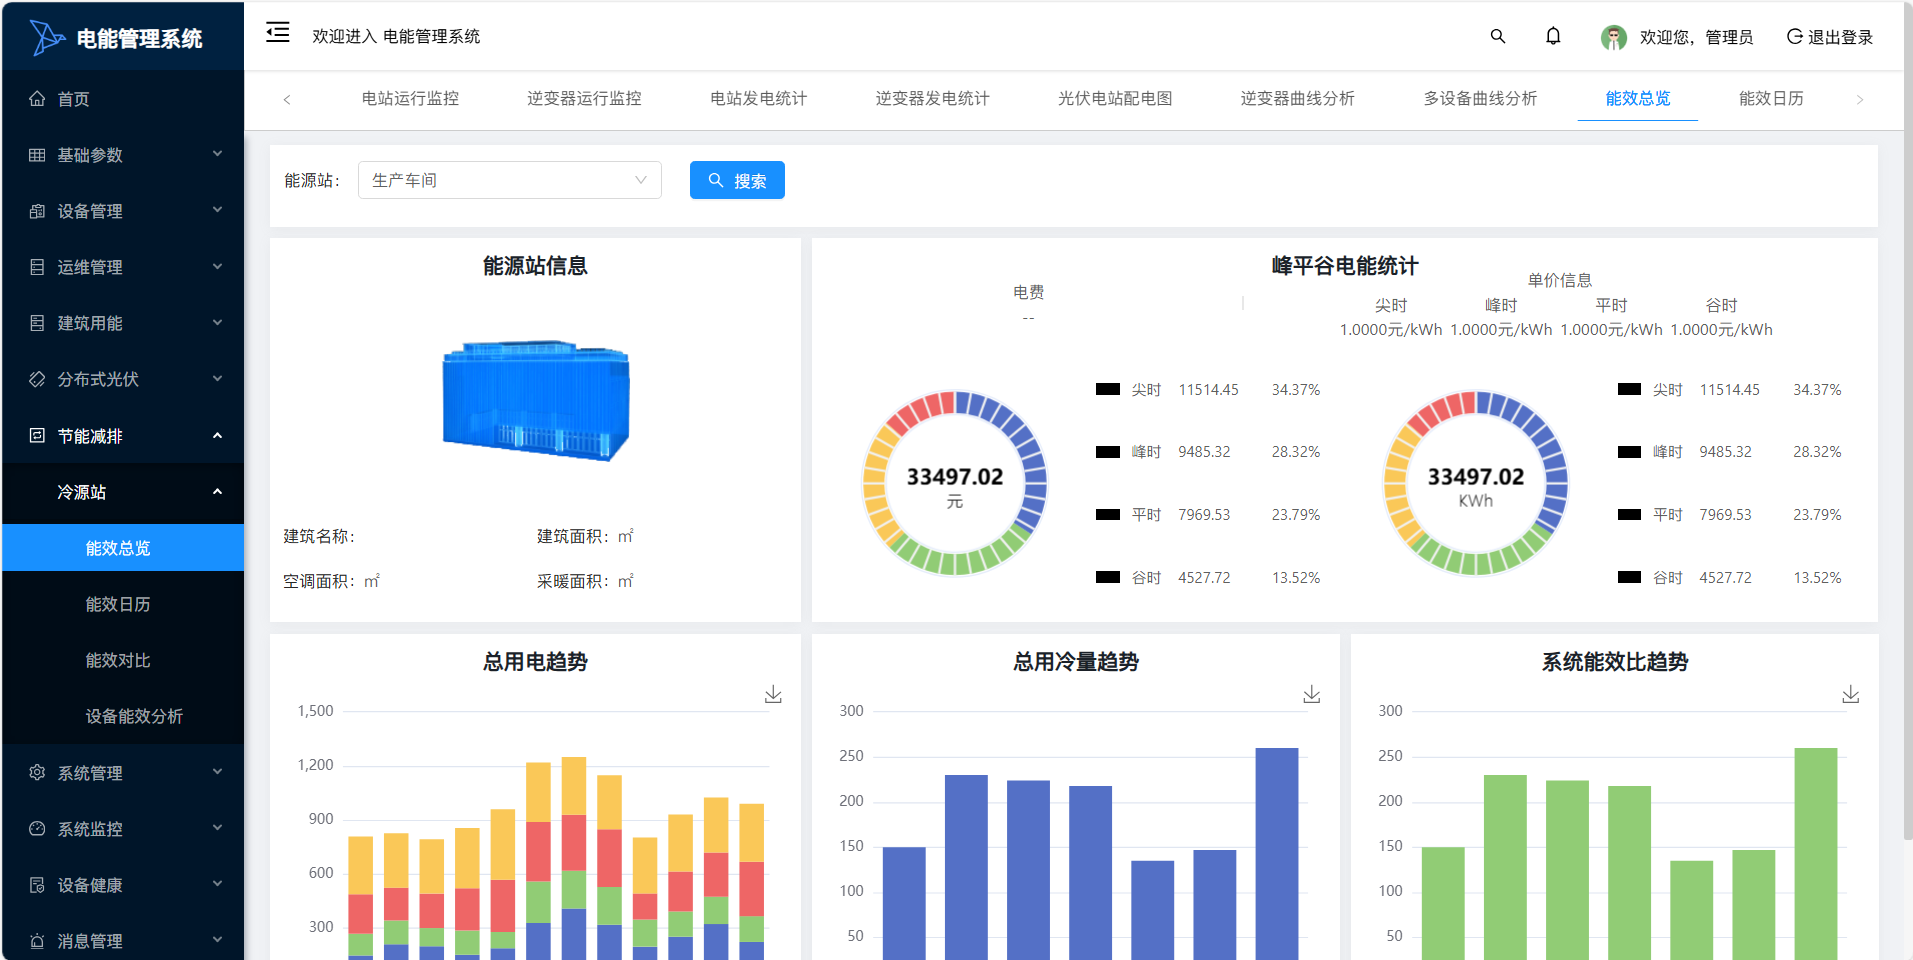 电能管理系统
欢迎进入 电能管理系统
欢迎您，管理员
退出登录
首页
基础参数
设备管理
运维管理
建筑用能
分布式光伏
节能减排
冷源站
能效总览
能效日历
能效对比
设备能效分析
系统管理
系统监控
设备健康
消息管理
电站运行监控 逆变器运行监控 电站发电统计 逆变器发电统计 光伏电站配电图 逆变器曲线分析 多设备曲线分析 能效总览 能效日历
能源站： 生产车间 搜索
能源站信息
建筑名称： 建筑面积：㎡
空调面积：㎡ 采暖面积：㎡
峰平谷电能统计
电费
--
单价信息
尖时 峰时 平时 谷时
1.0000元/kWh 1.0000元/kWh 1.0000元/kWh 1.0000元/kWh
33497.02
元
尖时 11514.45 34.37%
峰时 9485.32 28.32%
平时 7969.53 23.79%
谷时 4527.72 13.52%
33497.02
KWh
尖时 11514.45 34.37%
峰时 9485.32 28.32%
平时 7969.53 23.79%
谷时 4527.72 13.52%
总用电趋势
1,500
1,200
900
600
300
总用冷量趋势
300
250
200
150
100
50
系统能效比趋势
300
250
200
150
100
50